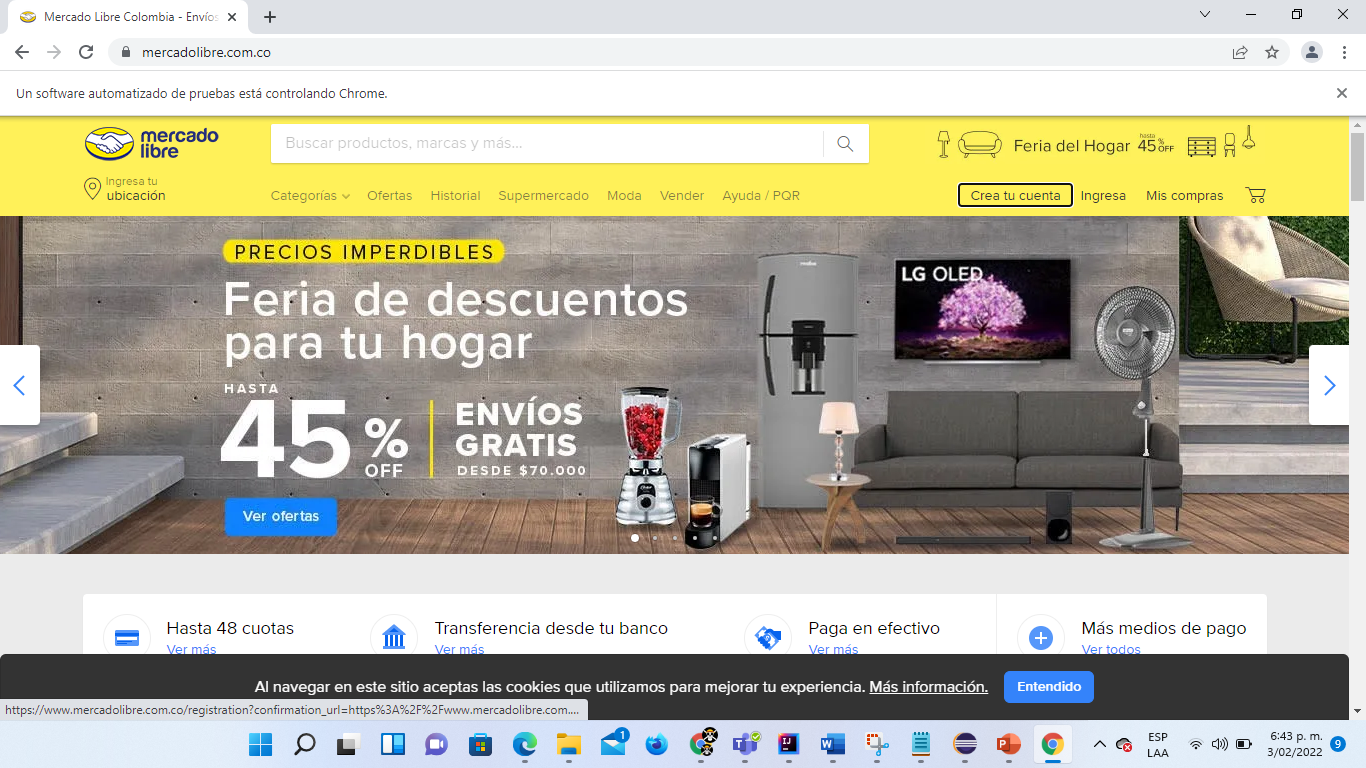 Mercado Libre Colombia - Envíos
mercadolibre.com.co
Un software automatizado de pruebas está controlando Chrome.
mercado
libre
Buscar productos, marcas y más...
Feria del Hogar hasta 45% OFF
Ingresa tu
ubicación
Categorías Ofertas Historial Supermercado Moda Vender Ayuda / PQR
Crea tu cuenta Ingresa Mis compras
PRECIOS IMPERDIBLES
Feria de descuentos
para tu hogar
HASTA
45% OFF
ENVÍOS
GRATIS
DESDE $70.000
Ver ofertas
LG OLED
Hasta 48 cuotas
Ver más
Transferencia desde tu banco
Ver más
Paga en efectivo
Ver más
Más medios de pago
Ver todos
Al navegar en este sitio aceptas las cookies que utilizamos para mejorar tu experiencia. Más información.
Entendido
https://www.mercadolibre.com.co/registration?confirmation_url=https%3A%2F%2Fwww.mercadolibre.com....
1
ESP
LAA
6:43 p. m.
3/02/2022
9